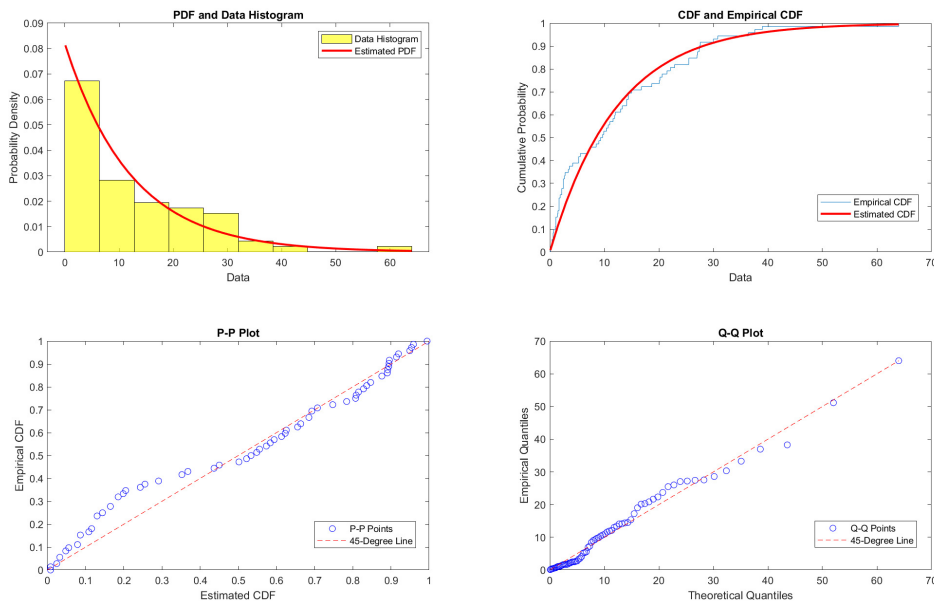 PDF and Data Histogram
0.09
0.08
0.07
0.06
0.05
0.04
0.03
0.02
0.01
0
Probability Density
Data Histogram
Estimated PDF
0 10 20 30 40 50 60
Data
CDF and Empirical CDF
1
0.9
0.8
0.7
0.6
0.5
0.4
0.3
0.2
0.1
0
Cumulative Probability
Empirical CDF
Estimated CDF
0 10 20 30 40 50 60 70
Data
P-P Plot
1
0.9
0.8
0.7
0.6
0.5
0.4
0.3
0.2
0.1
0
Empirical CDF
P-P Points
45-Degree Line
0 0.1 0.2 0.3 0.4 0.5 0.6 0.7 0.8 0.9 1
Estimated CDF
Q-Q Plot
70
60
50
40
30
20
10
0
Empirical Quantiles
Q-Q Points
45-Degree Line
0 10 20 30 40 50 60 70
Theoretical Quantiles